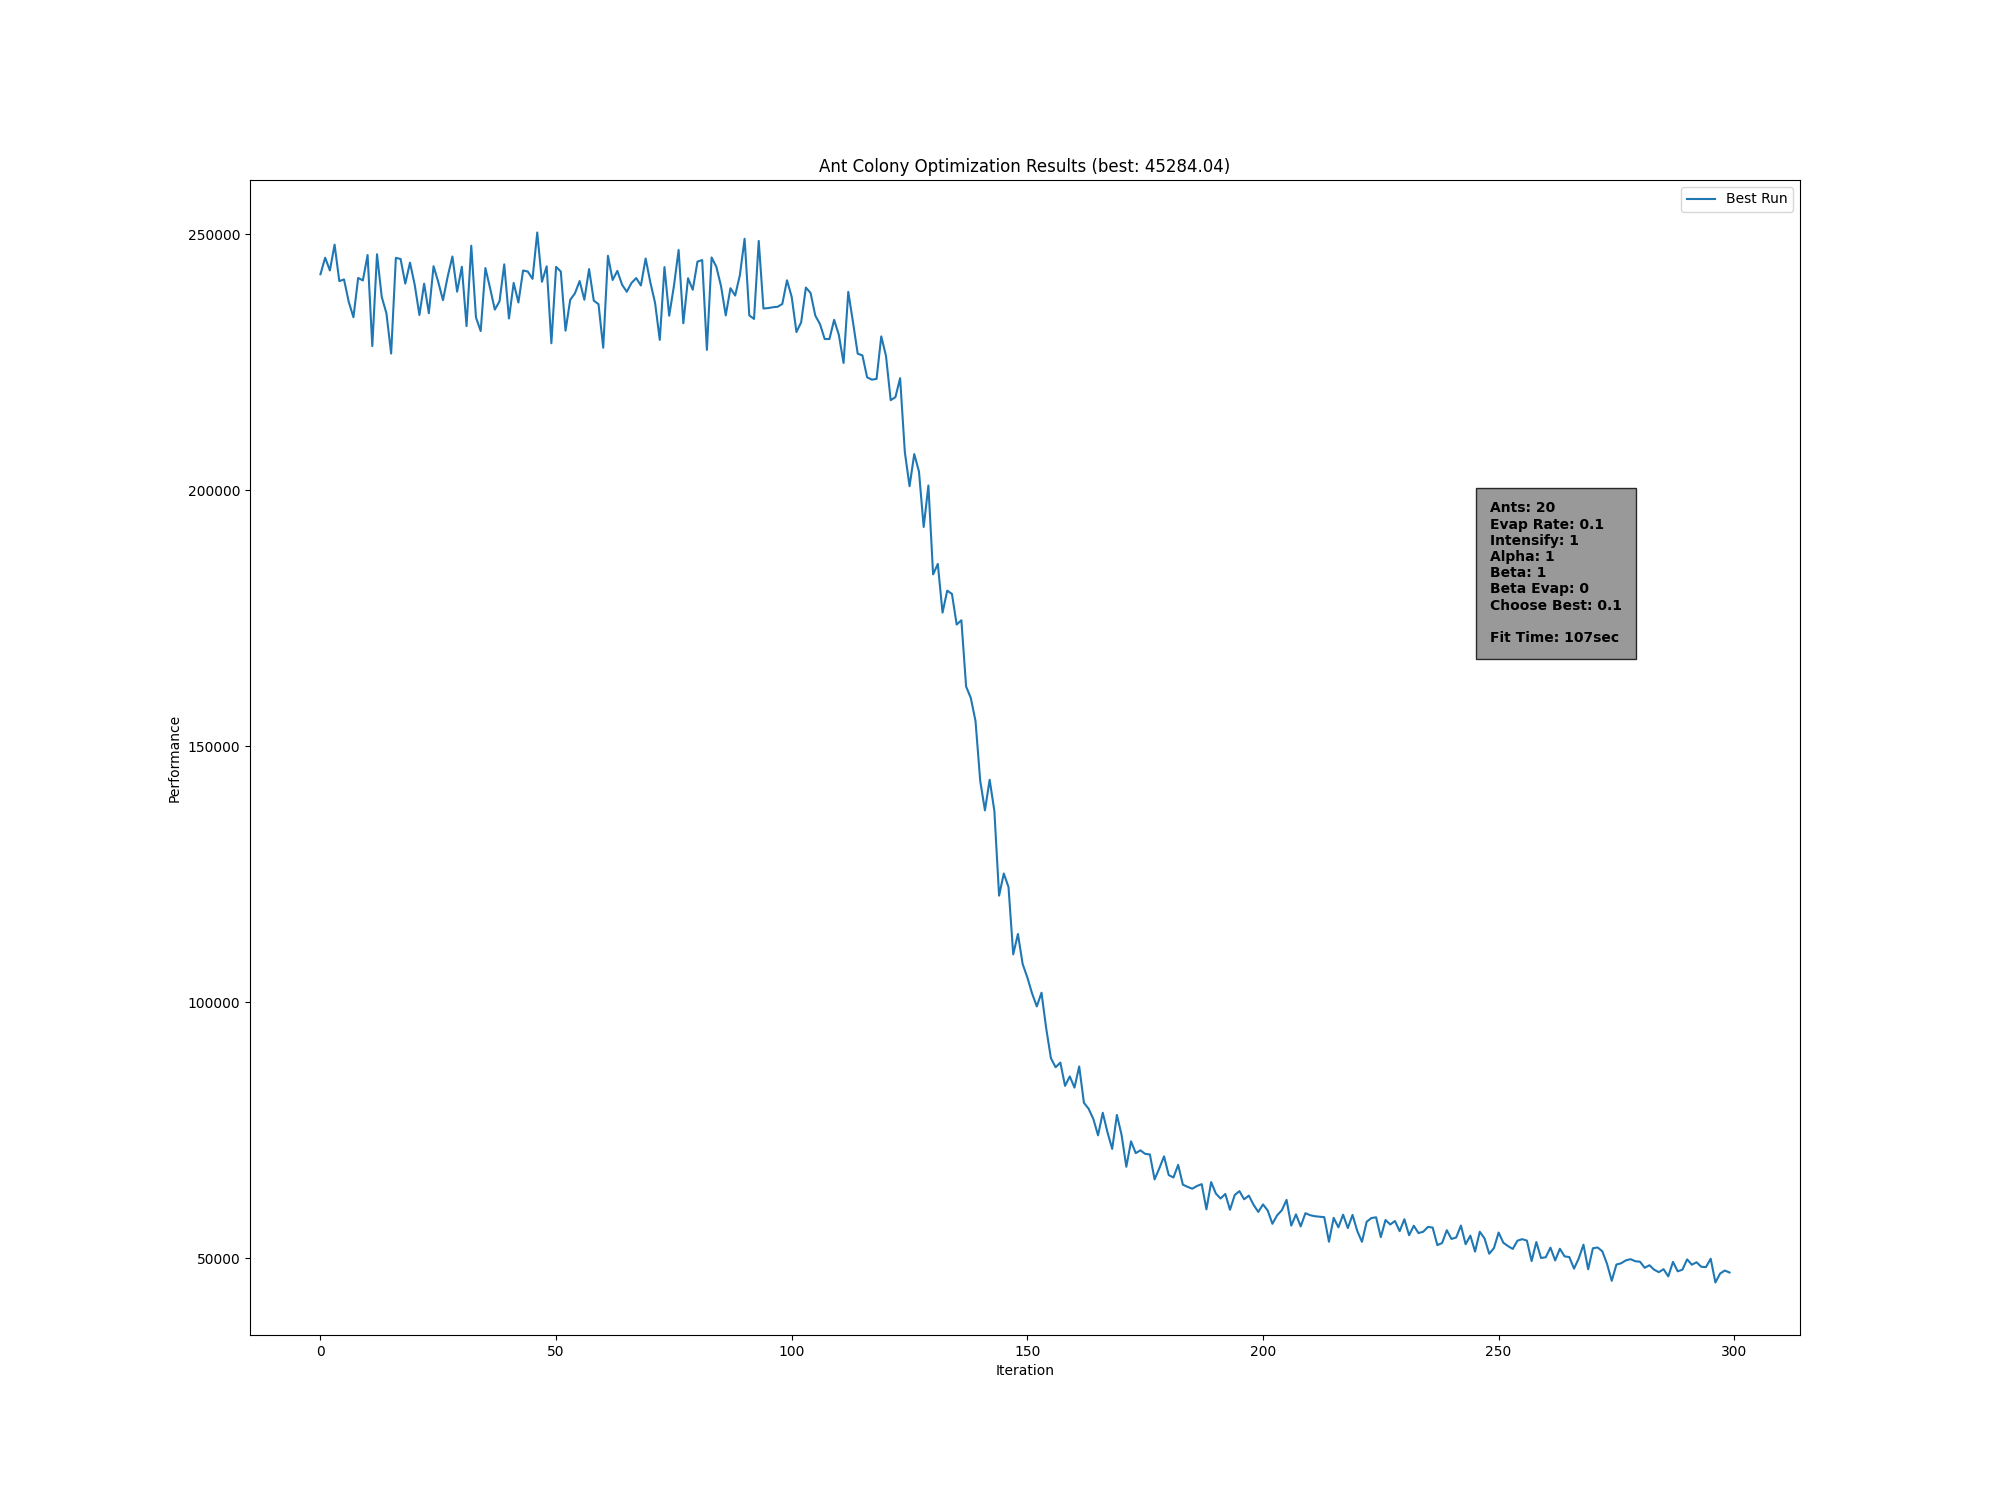 Ant Colony Optimization Results (best: 45284.04)
Best Run
250000
200000
150000
100000
50000
Performance
Ants: 20
Evap Rate: 0.1
Intensify: 1
Alpha: 1
Beta: 1
Beta Evap: 0
Choose Best: 0.1
Fit Time: 107sec
0 50 100 150 200 250 300
Iteration